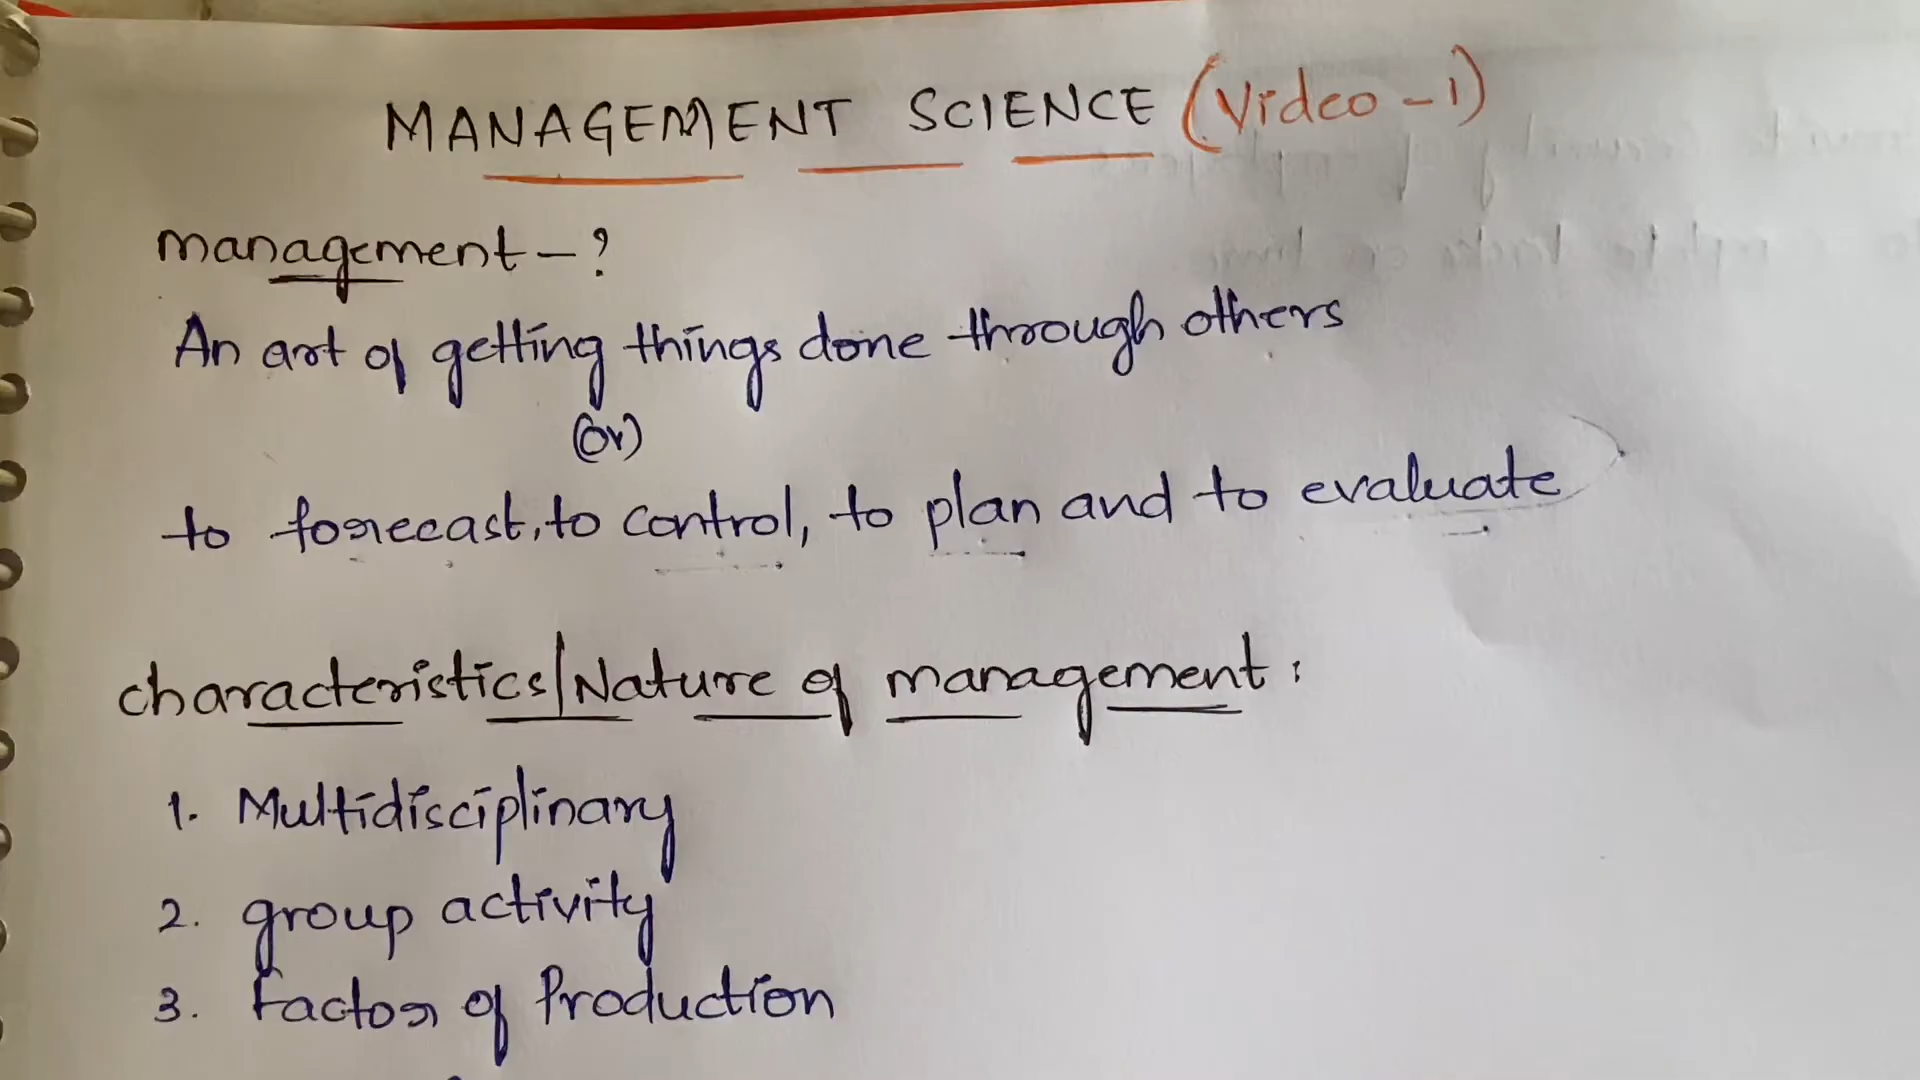 MANAGEMENT SCIENCE (Video-1)
management-?
An art of getting things done through others
(or)
to forecast, to control, to plan and to evaluate
characteristics/Nature of management:
1. Multidisciplinary
2. group activity
3. Factor of Production